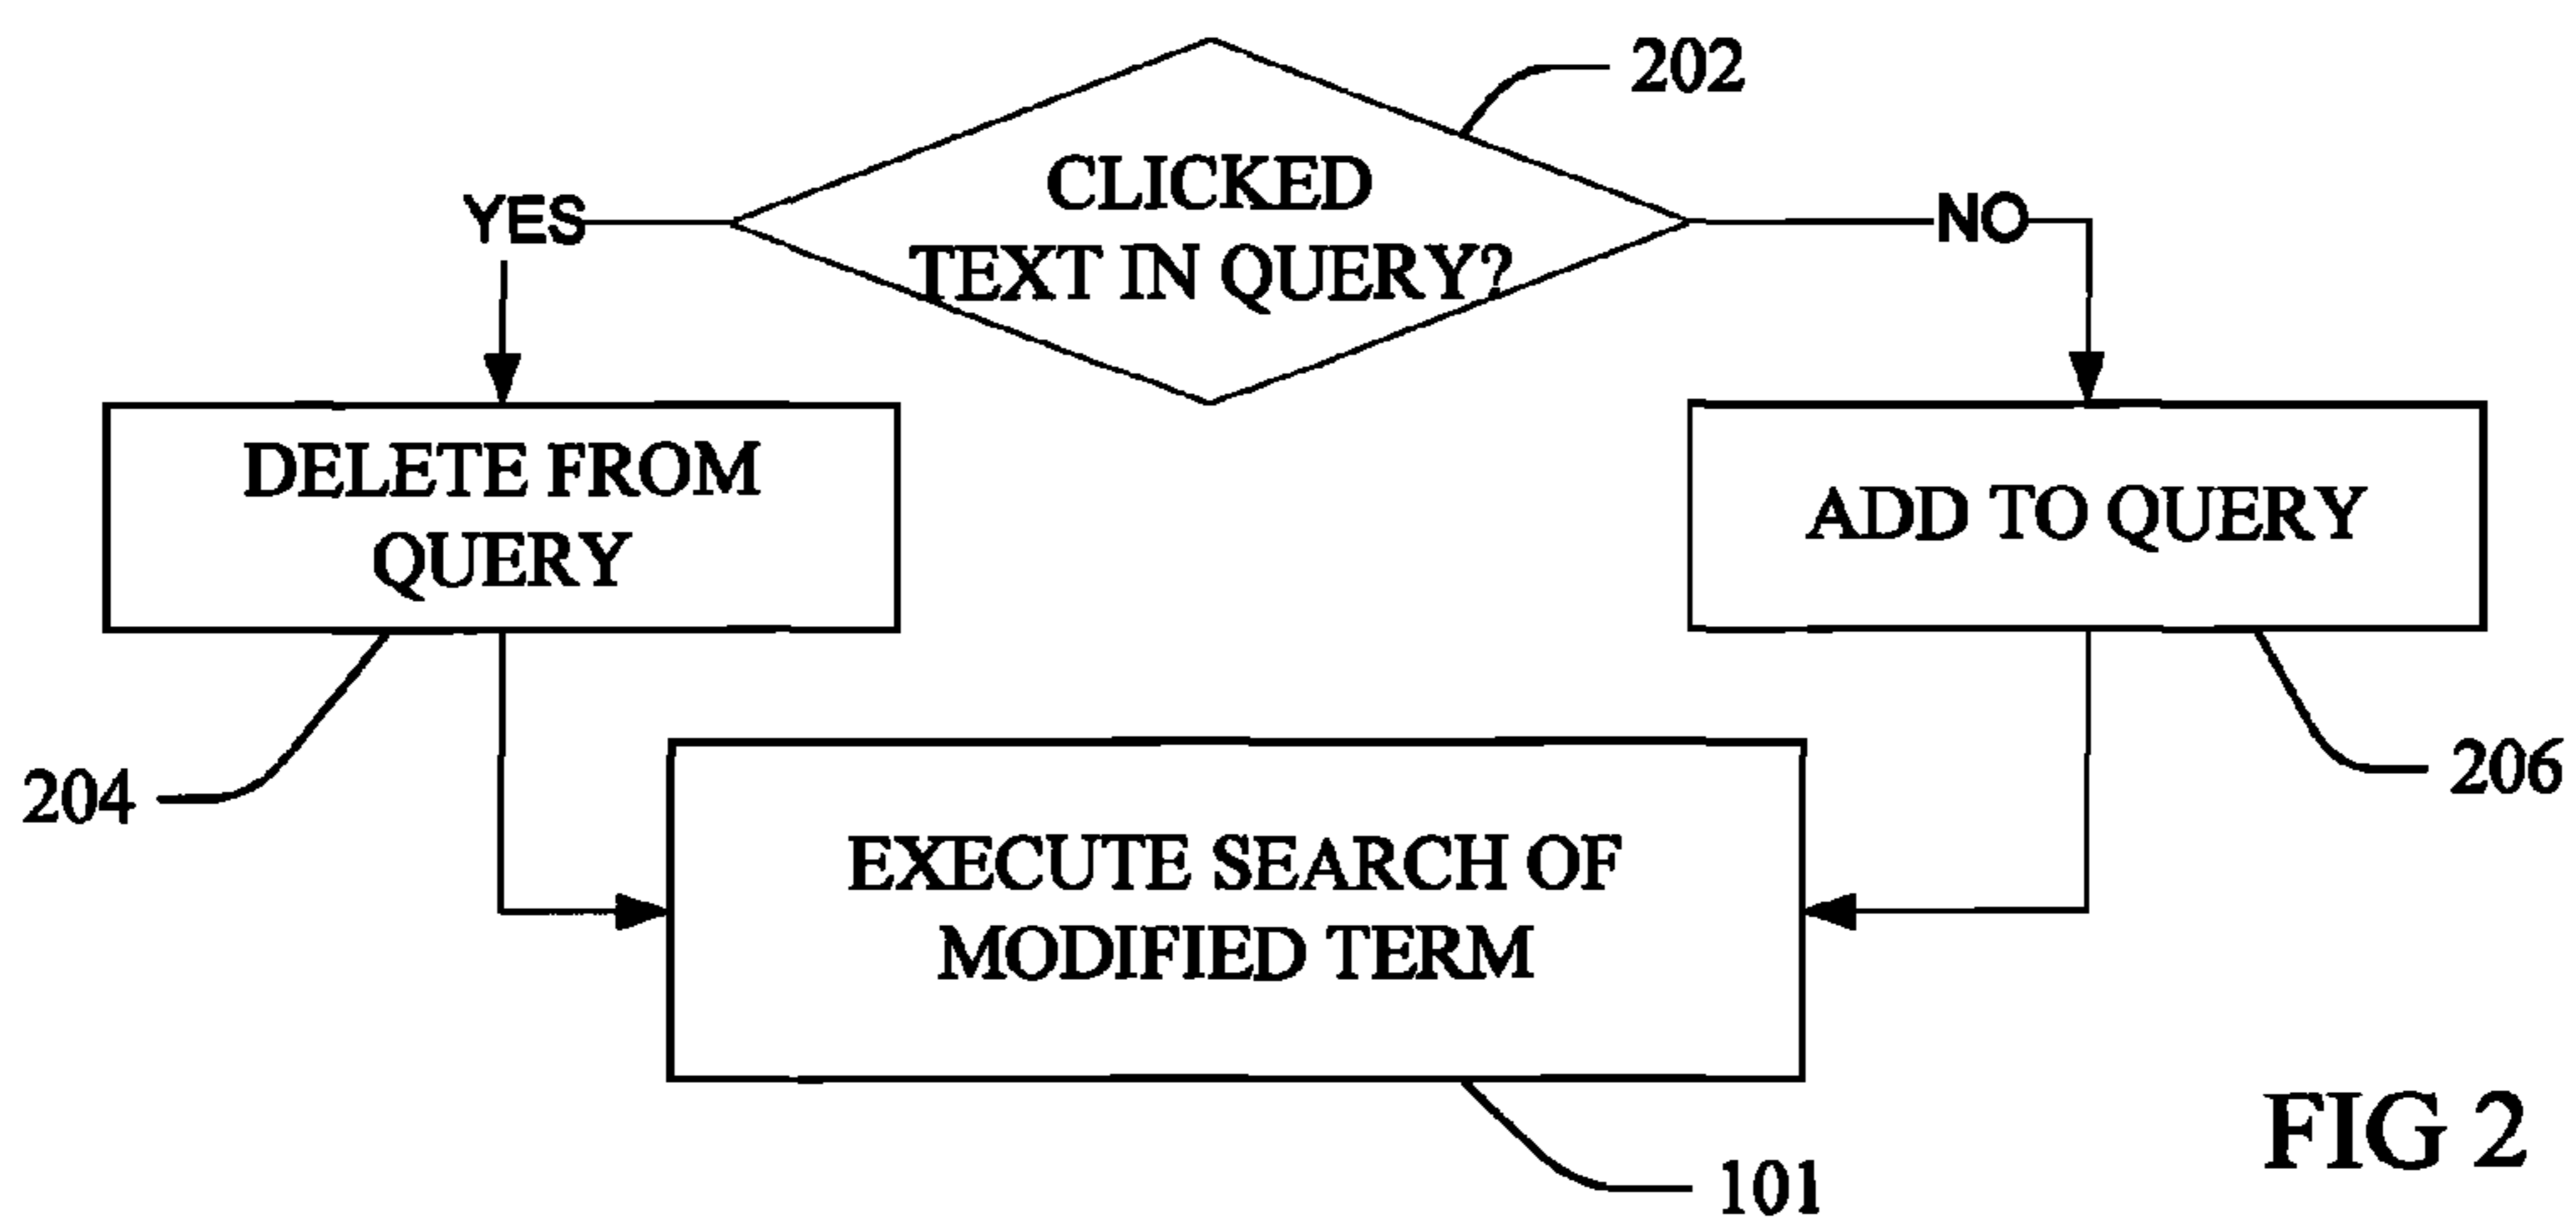 202
CLICKED
TEXT IN QUERY?
YES
NO
DELETE FROM
QUERY
ADD TO QUERY
204
206
EXECUTE SEARCH OF
MODIFIED TERM
101
FIG 2